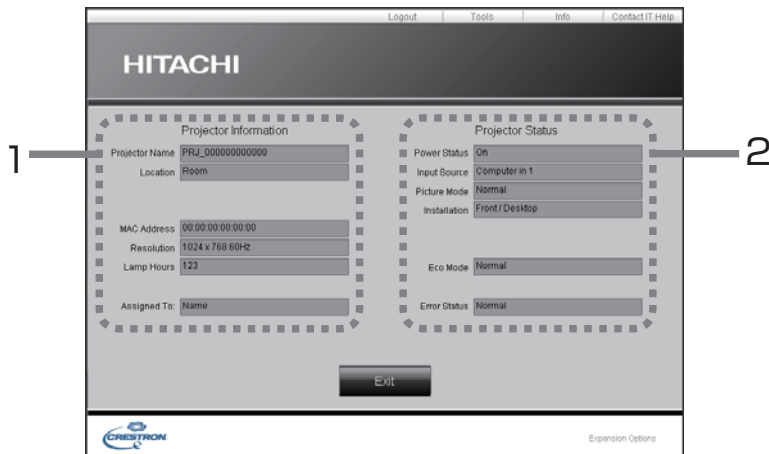 Logout Tools Info Contact IT Help
HITACHI
1
Projector Information
Projector Name PRJ_000000000000
Location Room
MAC Address 00:00:00:00:00:00
Resolution 1024 x 768 60Hz
Lamp Hours 123
Assigned To: Name
2
Projector Status
Power Status On
Input Source Computer in 1
Picture Mode Normal
Installation Front / Desktop
Eco Mode Normal
Error Status Normal
Exit
CRESTRON
Expansion Options